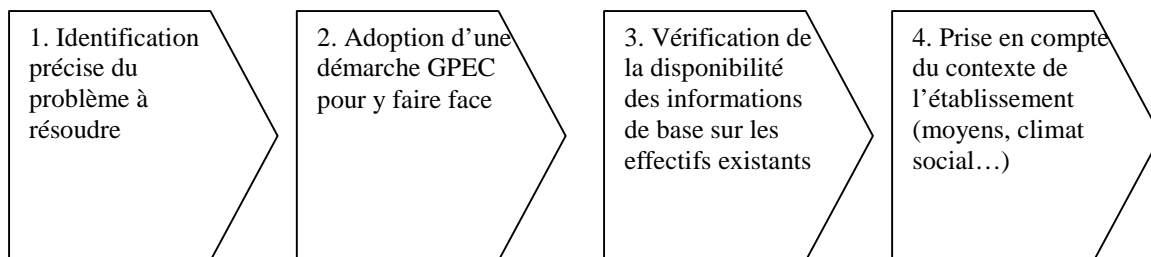 1. Identification
précise du
problème à
résoudre
2. Adoption d’une
démarche GPEC
pour y faire face
3. Vérification de
la disponibilité
des informations
de base sur les
effectifs existants
4. Prise en compte
du contexte de
l’établissement
(moyens, climat
social…)